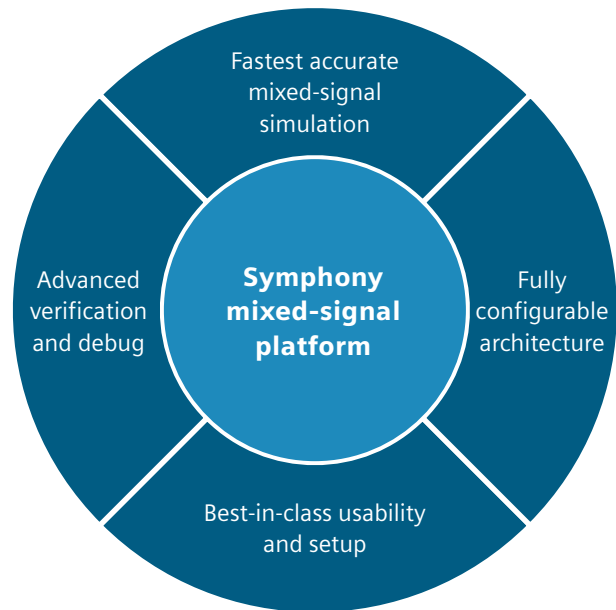 Fastest accurate
mixed-signal
simulation
Advanced
verification
and debug
Symphony
mixed-signal
platform
Fully
configurable
architecture
Best-in-class usability
and setup